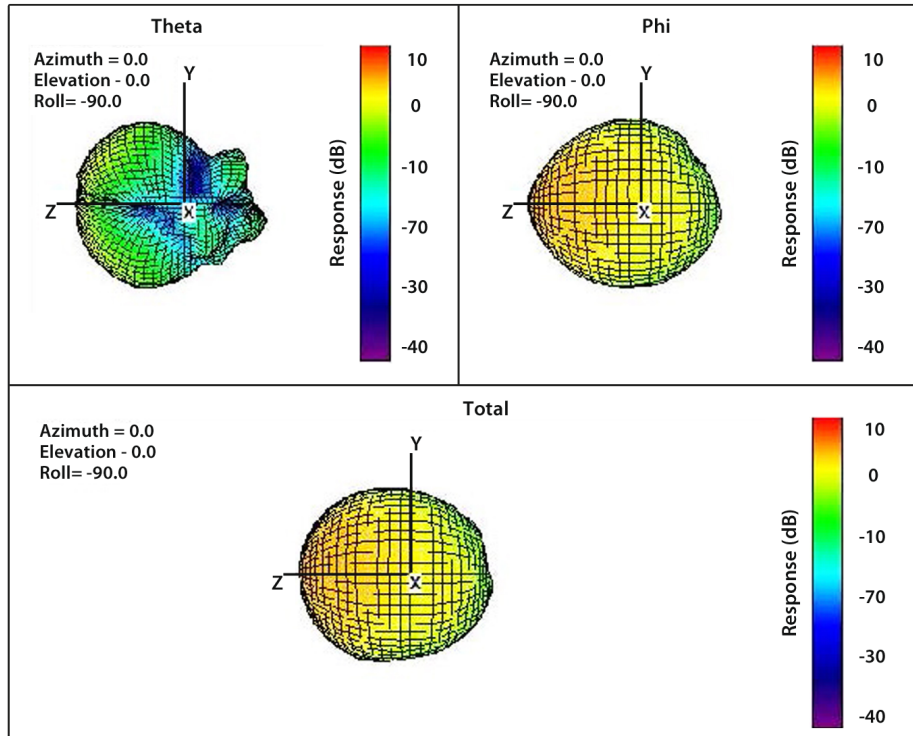 Theta
Azimuth = 0.0
Elevation - 0.0
Roll= -90.0
Y
Z
X
Response (dB)
10
0
-10
-70
-30
-40
Phi
Azimuth = 0.0
Elevation - 0.0
Roll= -90.0
Y
Z
X
Response (dB)
10
0
-10
-70
-30
-40
Total
Azimuth = 0.0
Elevation - 0.0
Roll= -90.0
Y
Z
X
Response (dB)
10
0
-10
-70
-30
-40